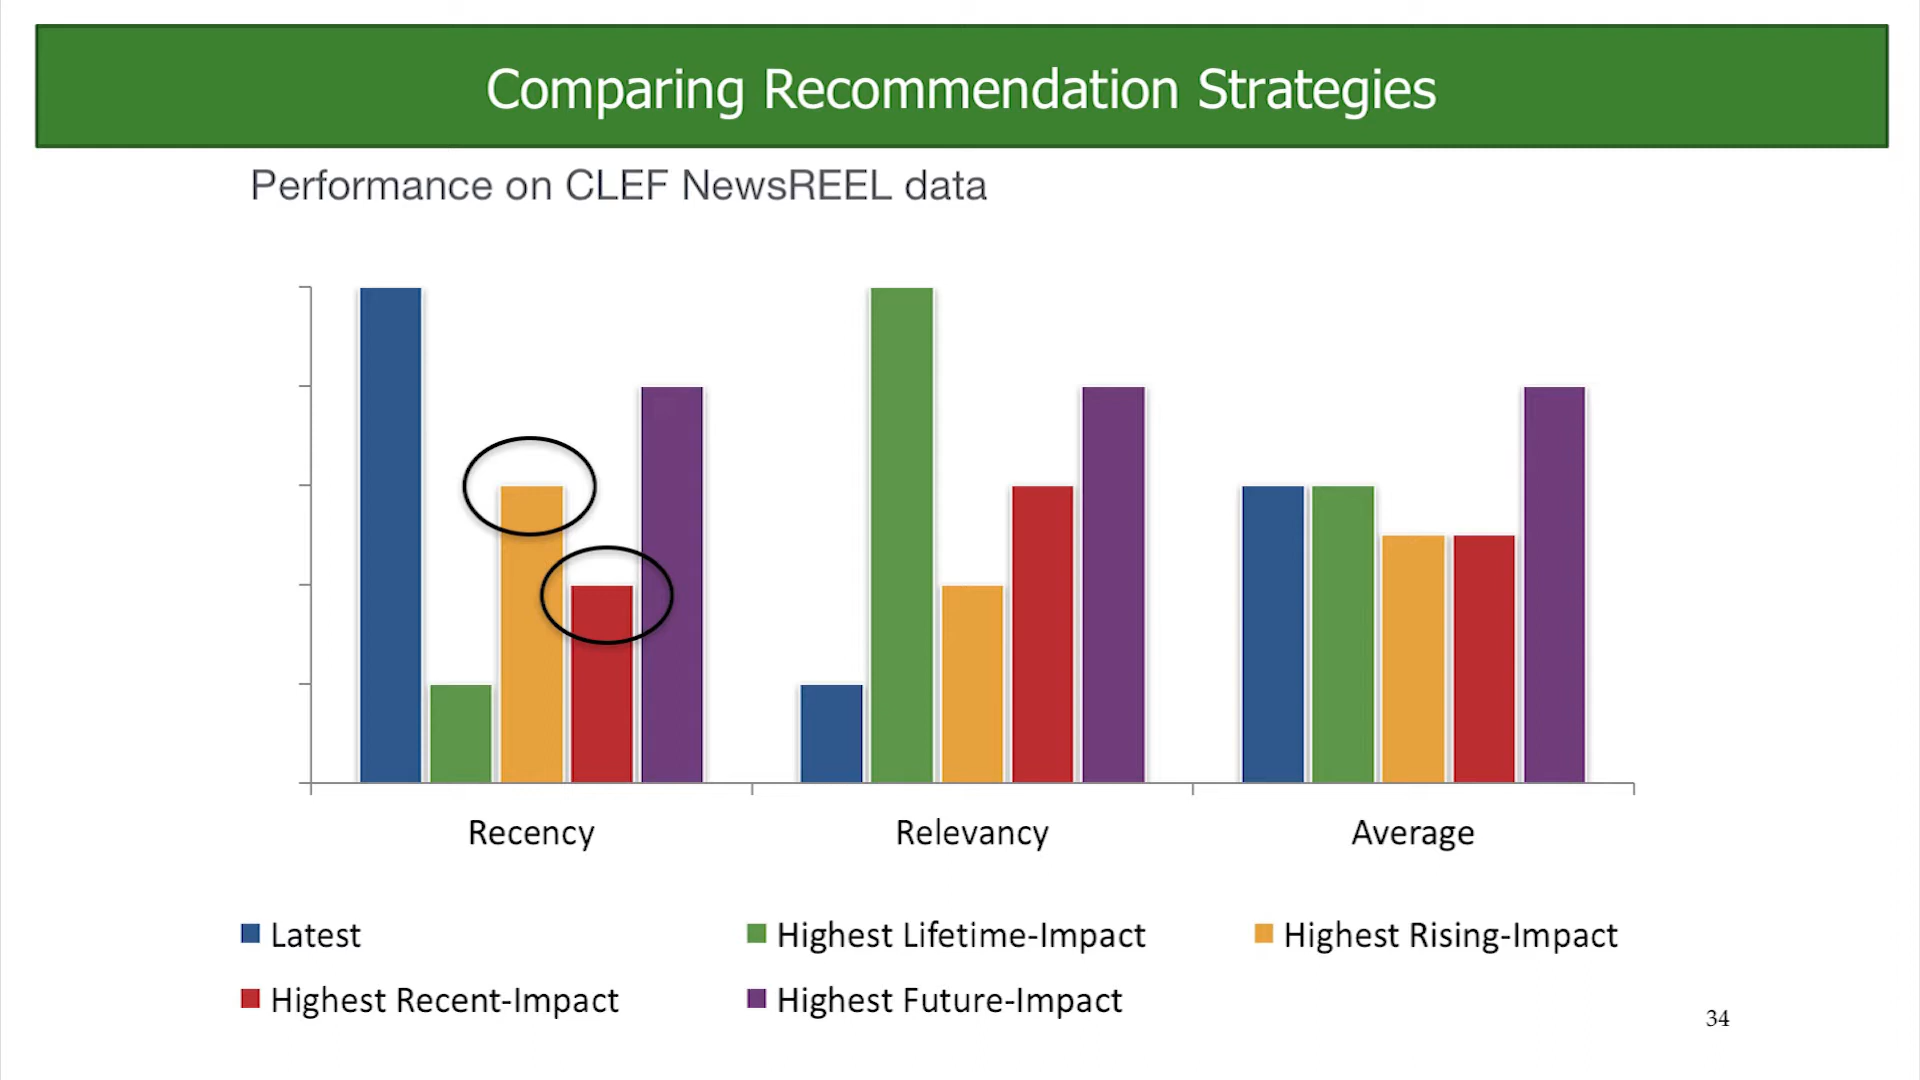 Comparing Recommendation Strategies
Performance on CLEF NewsREEL data
Recency
Relevancy
Average
Latest
Highest Lifetime-Impact
Highest Rising-Impact
Highest Recent-Impact
Highest Future-Impact
34